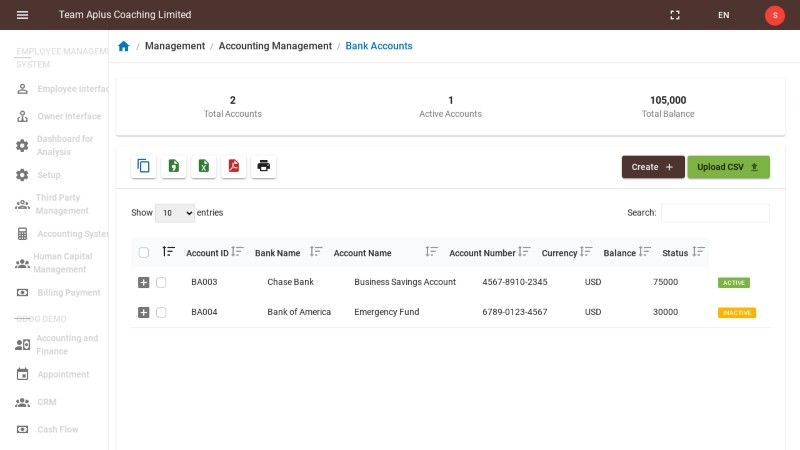 Team Aplus Coaching Limited
EN
S
EMPLOYEE MANAGEM
SYSTEM
Employee Interfac
Owner Interface
Dashboard for
Analysis
Setup
Third Party
Management
Accounting System
Human Capital
Management
Billing Payment
DEMO
Accounting and
Finance
Appointment
CRM
Cash Flow
/ Management / Accounting Management / Bank Accounts
2
Total Accounts
1
Active Accounts
105,000
Total Balance
Create +
Upload CSV
Show 10 entries
Search:
Account ID Bank Name Account Name Account Number Currency Balance Status
BA003 Chase Bank Business Savings Account 4567-8910-2345 USD 75000 ACTIVE
BA004 Bank of America Emergency Fund 6789-0123-4567 USD 30000 INACTIVE